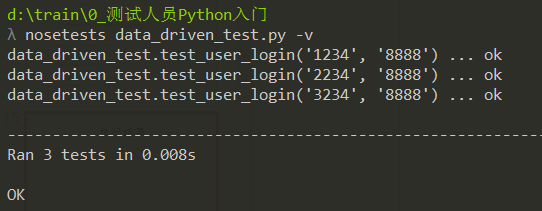 d:\train\0_测试人员Python入门
λ nosetests data_driven_test.py -v
data_driven_test.test_user_login('1234', '8888') ... ok
data_driven_test.test_user_login('2234', '8888') ... ok
data_driven_test.test_user_login('3234', '8888') ... ok
----------------------------------------------------------------------
Ran 3 tests in 0.008s
OK